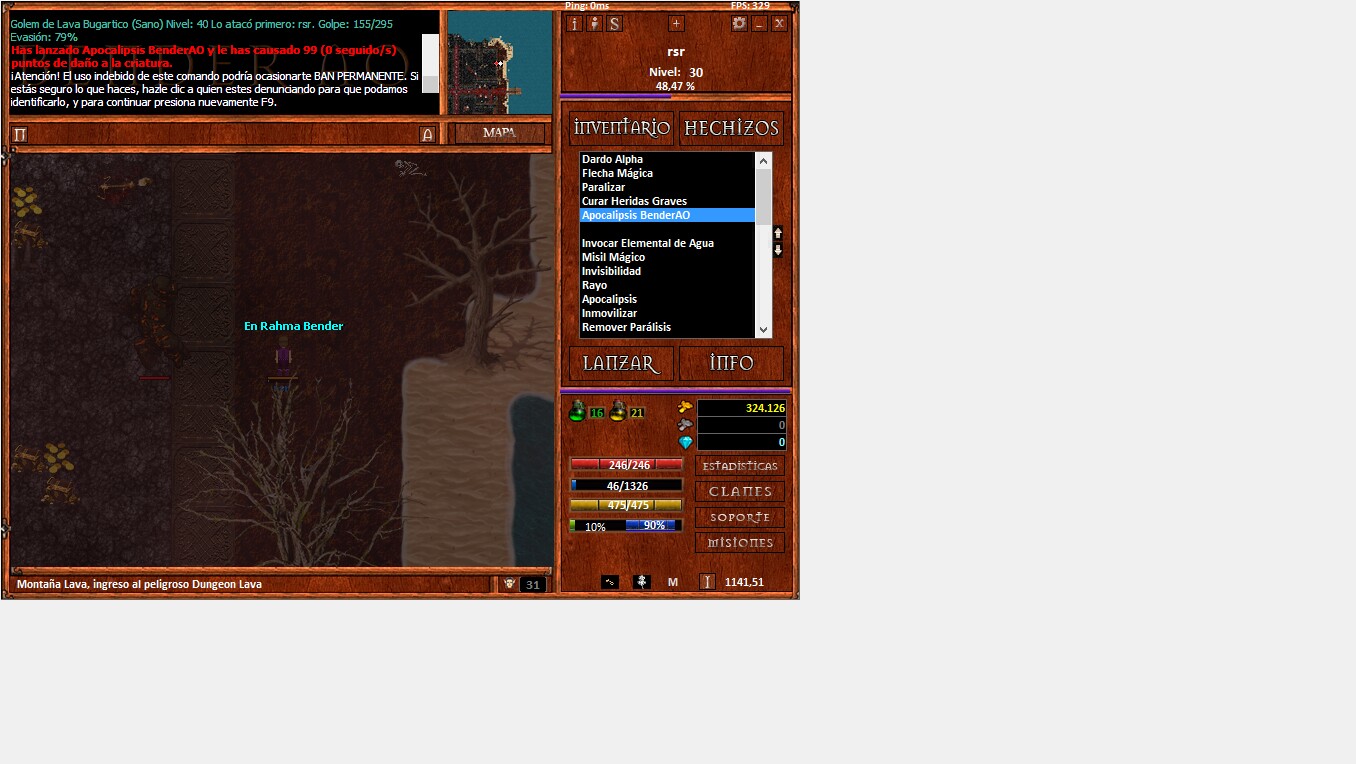 Ping: 0ms
FPS: 329
Golem de Lava Bugartico (Sano) Nivel: 40 Lo atacó primero: rsr. Golpe: 155/295
Evasión: 79%
Has lanzado Apocalipsis BenderAO y le has causado 99 (0 seguido/s)
puntos de daño a la criatura.
¡Atención! El uso indebido de este comando podría ocasionarte BAN PERMANENTE. Si
estás seguro lo que haces, hazle clic a quien estes denunciando para que podamos
identificarlo, y para continuar presiona nuevamente F9.
S
+
_
X
rsr
Nivel: 30
48,47 %
A
MAPA
INVENTARIO
HECHIZOS
Dardo Alpha
Flecha Mágica
Paralizar
Curar Heridas Graves
Apocalipsis BenderAO
Invocar Elemental de Agua
Misil Mágico
Invisibilidad
Rayo
Apocalipsis
Inmovilizar
Remover Parálisis
LANZAR
INFO
En Rahma Bender
16
21
324.126
0
0
246/246
46/1326
475/475
10%
90%
ESTADISTICAS
CLANES
SOPORTE
MISIONES
Montaña Lava, ingreso al peligroso Dungeon Lava
31
M
1141,51